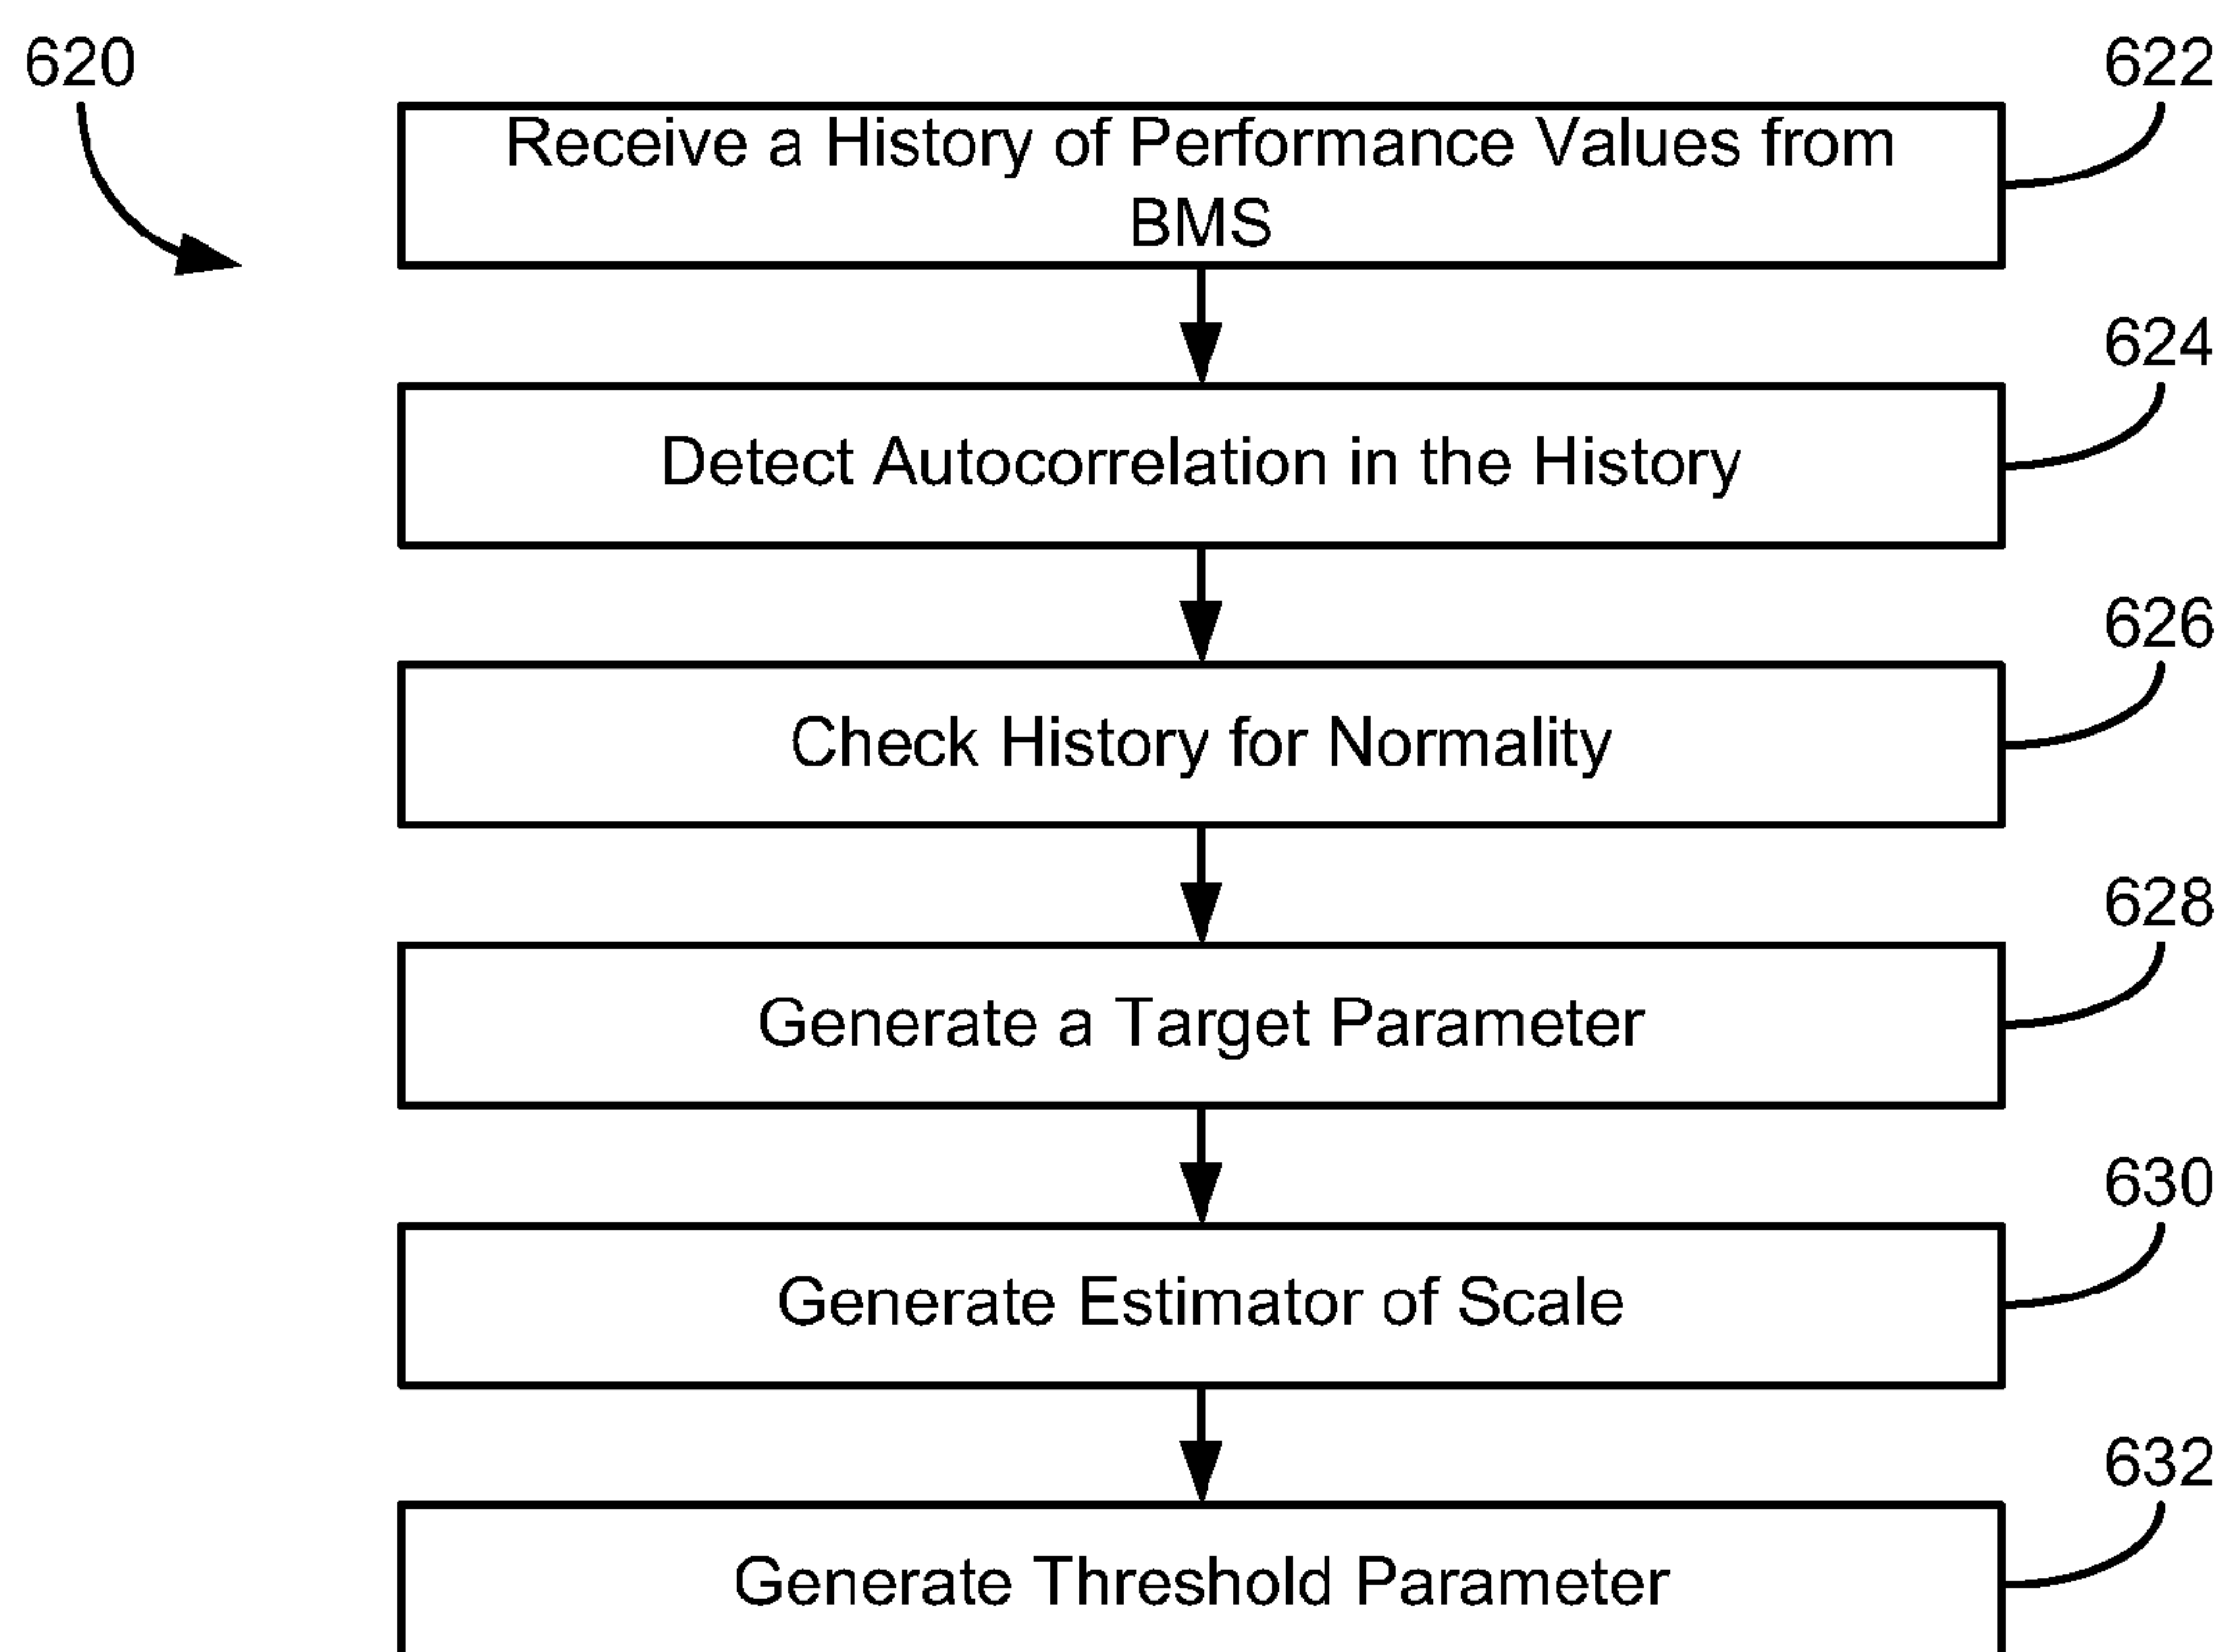 620
622
Receive a History of Performance Values from
BMS
624
Detect Autocorrelation in the History
626
Check History for Normality
628
Generate a Target Parameter
630
Generate Estimator of Scale
632
Generate Threshold Parameter